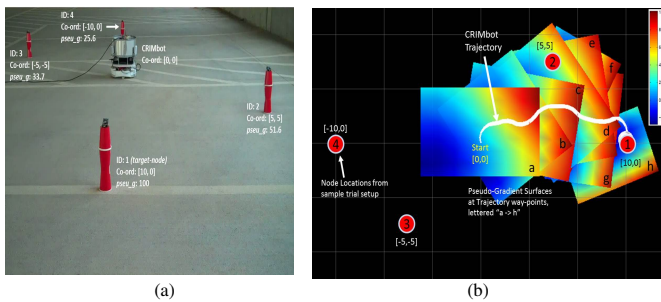 ID: 4
Co-ord: [-10, 0]
pseu_g: 25.6
CRIMbot
Co-ord: [0, 0]
ID: 3
Co-ord: [-5, -5]
pseu_g: 33.7
ID: 2
Co-ord: [5, 5]
pseu_g: 51.6
ID: 1 (target-node)
Co-ord: [10, 0]
pseu_g: 100
(a)
CRIMbot
Trajectory
[5,5]
2
e
f
c
[-10,0]
4
Start
[0,0]
b
d
1
[10,0]
a
g
h
Node Locations from
sample trial setup
Pseudo-Gradient Surfaces
at Trajectory way-points,
lettered "a -> h"
3
[-5,-5]
(b)